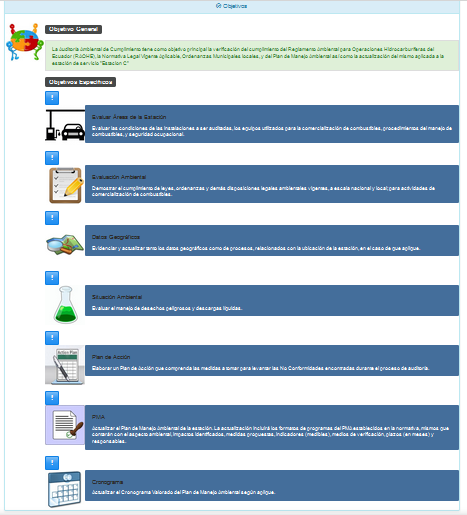 Objetivos
Objetivo General
La Auditoría Ambiental de Cumplimiento tiene como objetivo principal la verificación del cumplimiento del Reglamento Ambiental para Operaciones Hidrocarburíferas del
Ecuador (RAOHE), la Normativa Legal Vigente Aplicable, Ordenanzas Municipales locales, y del Plan de Manejo Ambiental así como la actualización del mismo aplicada a la
estación de servicio "Estación C"
Objetivos Específicos
Evaluar Áreas de la Estación
Evaluar las condiciones de las instalaciones a ser auditadas, los equipos utilizados para la comercialización de combustibles, procedimientos del manejo de
combustibles, y seguridad ocupacional.
Evaluación Ambiental
Demostrar el cumplimiento de leyes, ordenanzas y demás disposiciones legales ambientales vigentes, a escala nacional y local; para actividades de
comercialización de combustibles.
Datos Geográficos
Evidenciar y actualizar tanto los datos geográficos como de procesos, relacionados con la ubicación de la estación, en el caso de que aplique.
Situación Ambiental
Evaluar el manejo de desechos peligrosos y descargas líquidas.
Action Plan
Plan de Acción
Elaborar un Plan de Acción que comprenda las medidas a tomar para levantar las No Conformidades encontradas durante el proceso de auditoría.
PMA
Actualizar el Plan de Manejo Ambiental de la estación. La actualización incluirá los formatos de programas del PMA establecidos en la normativa, mismos que
contarán con el aspecto ambiental, impactos identificados, medidas propuestas, indicadores (medibles), medios de verificación, plazos (en meses) y
responsables.
Cronograma
Actualizar el Cronograma Valorado del Plan de Manejo Ambiental según aplique.